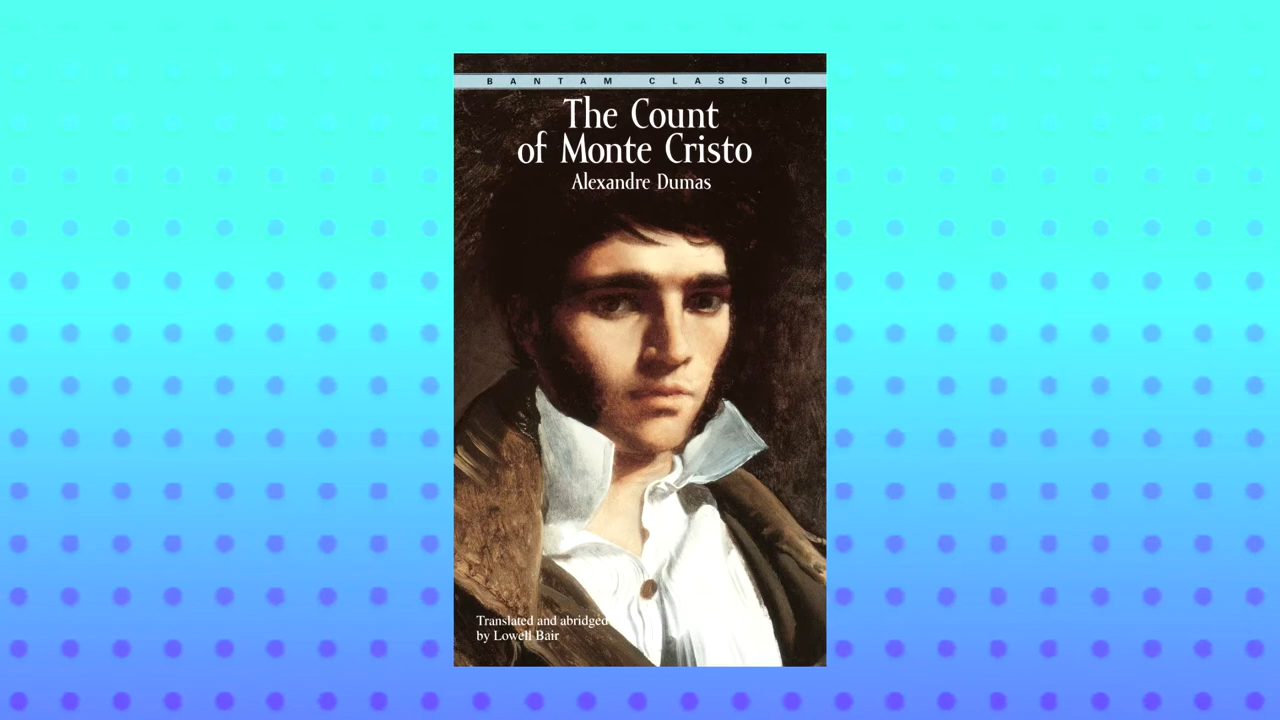 BANTAM CLASSIC
The Count
of Monte Cristo
Alexandre Dumas
Translated and abridged
by Lowell Bair